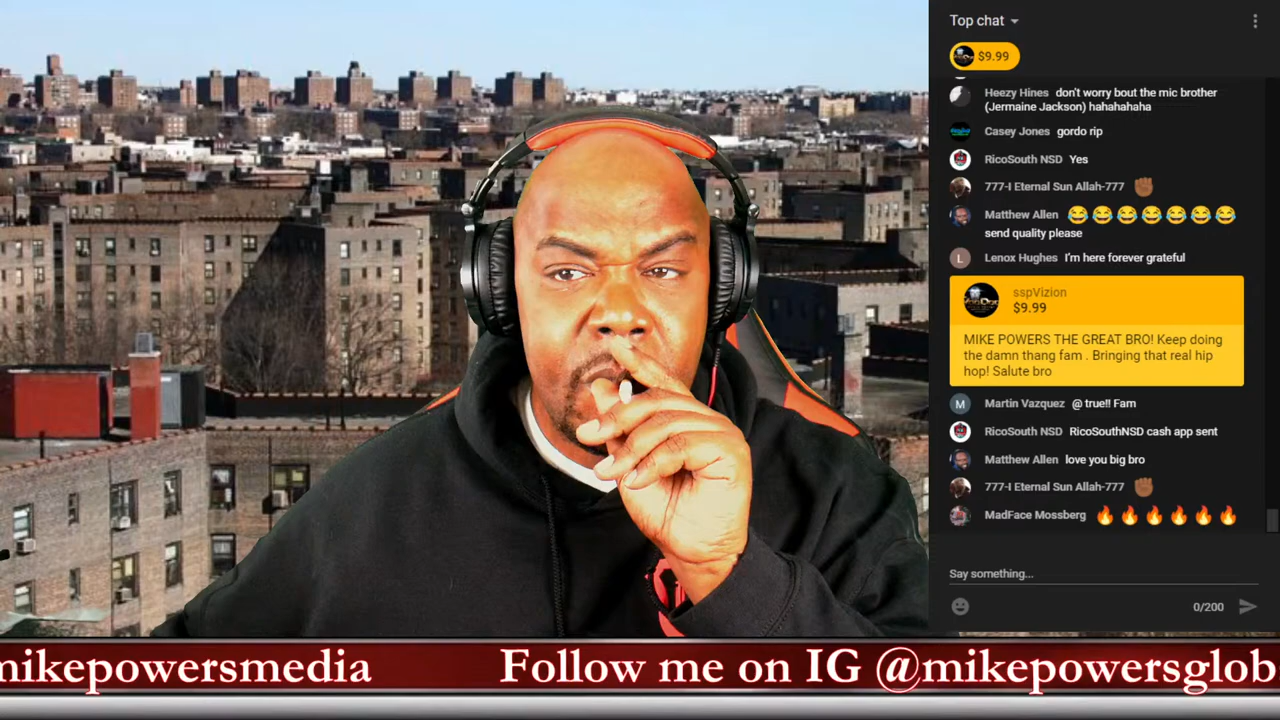 Top chat
$9.99
Heezy Hines don't worry bout the mic brother
(Jermaine Jackson) hahahahaha
Casey Jones gordo rip
RicoSouth NSD Yes
777-I Eternal Sun Allah-777 ✊🏾
Matthew Allen 😂😂😂😂😂😂😂
send quality please
L Lenox Hughes I'm here forever grateful
sspVizion
$9.99
MIKE POWERS THE GREAT BRO! Keep doing
the damn thang fam . Bringing that real hip
hop! Salute bro
M Martin Vazquez @ true!! Fam
RicoSouth NSD RicoSouthNSD cash app sent
Matthew Allen love you big bro
777-I Eternal Sun Allah-777 ✊🏾
MadFace Mossberg 🔥🔥🔥🔥🔥🔥
Say something...
0/200
mikepowersmedia Follow me on IG @mikepowersglob